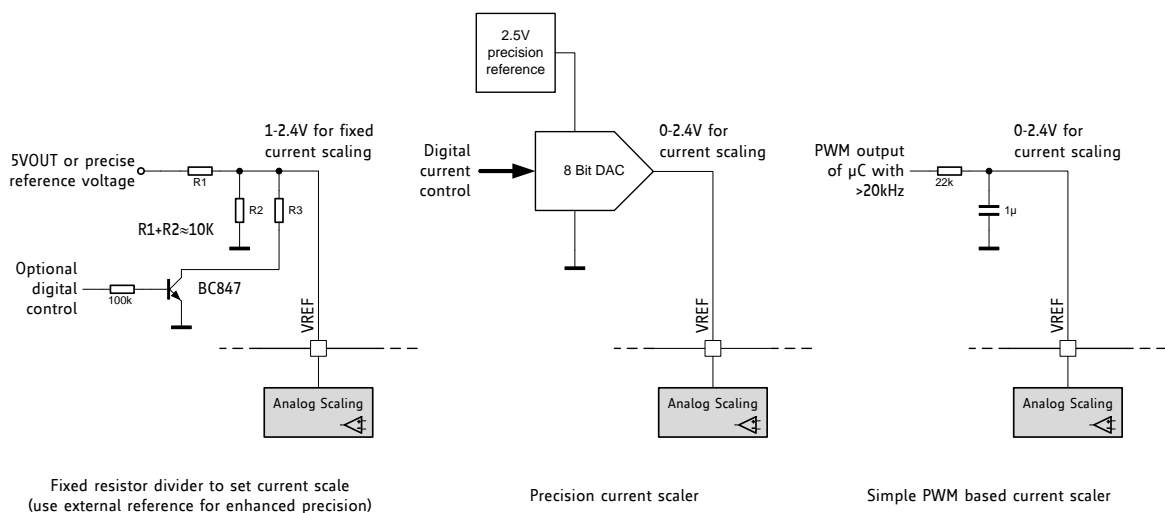 2.5V
precision
reference
1-2.4V for fixed
current scaling
5VOUT or precise
reference voltage
R1
R2
R3
R1+R2≈10K
Optional
digital
control
100k
BC847
VREF
Analog Scaling
Fixed resistor divider to set current scale
(use external reference for enhanced precision)
Digital
current
control
8 Bit DAC
0-2.4V for
current scaling
VREF
Analog Scaling
Precision current scaler
PWM output
of µC with
>20kHz
22k
0-2.4V for
current scaling
1µ
VREF
Analog Scaling
Simple PWM based current scaler